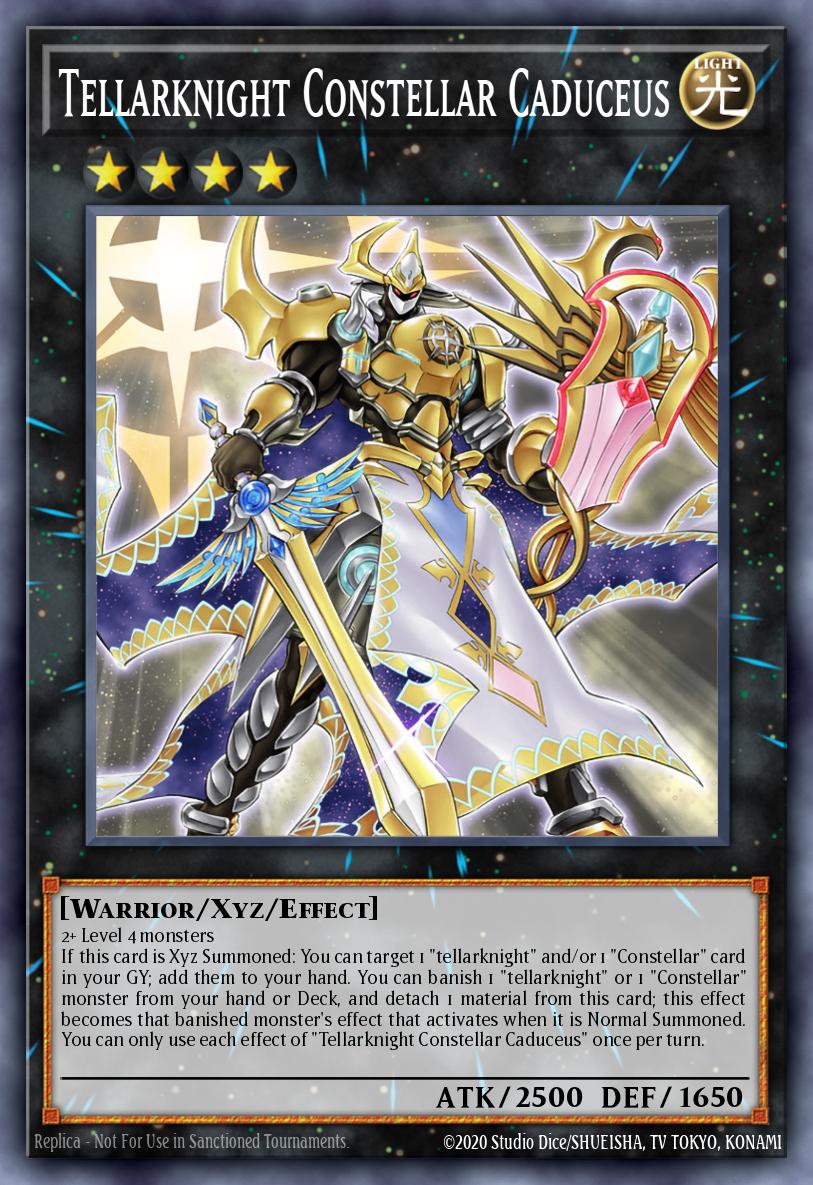 Tellarknight Constellar Caduceus
LIGHT
光
[Warrior/Xyz/Effect]
2+ Level 4 monsters
If this card is Xyz Summoned: You can target 1 "tellarknight" and/or 1 "Constellar" card
in your GY; add them to your hand. You can banish 1 "tellarknight" or 1 "Constellar"
monster from your hand or Deck, and detach 1 material from this card; this effect
becomes that banished monster's effect that activates when it is Normal Summoned.
You can only use each effect of "Tellarknight Constellar Caduceus" once per turn.
ATK/2500 DEF/1650
Replica - Not For Use in Sanctioned Tournaments.
©2020 Studio Dice/SHUEISHA, TV TOKYO, KONAMI